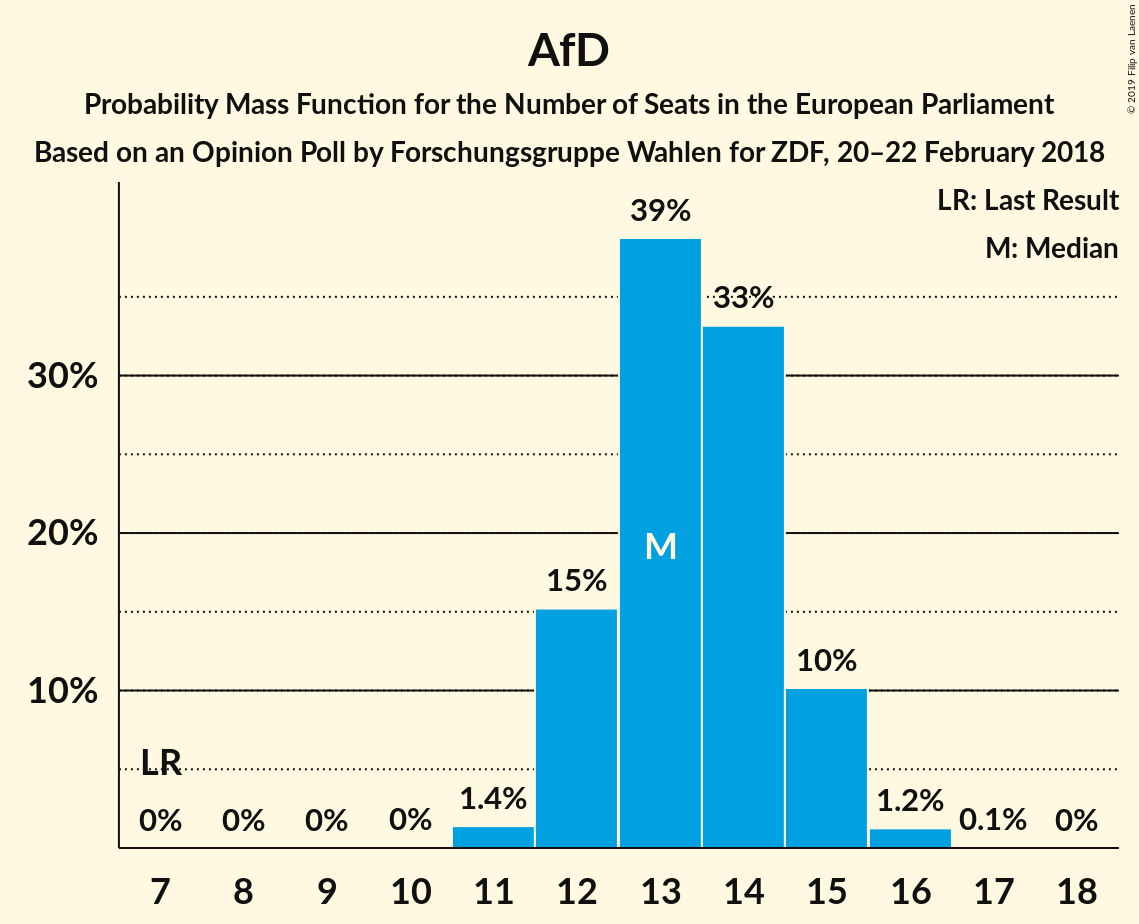 AfD
Probability Mass Function for the Number of Seats in the European Parliament
Based on an Opinion Poll by Forschungsgruppe Wahlen for ZDF, 20–22 February 2018
© 2019 Filip van Laenen
LR: Last Result
M: Median
39%
33%
30%
20%
M
15%
10%
10%
LR
0%
0%
0%
0%
1.4%
1.2%
0.1%
0%
7 8 9 10 11 12 13 14 15 16 17 18